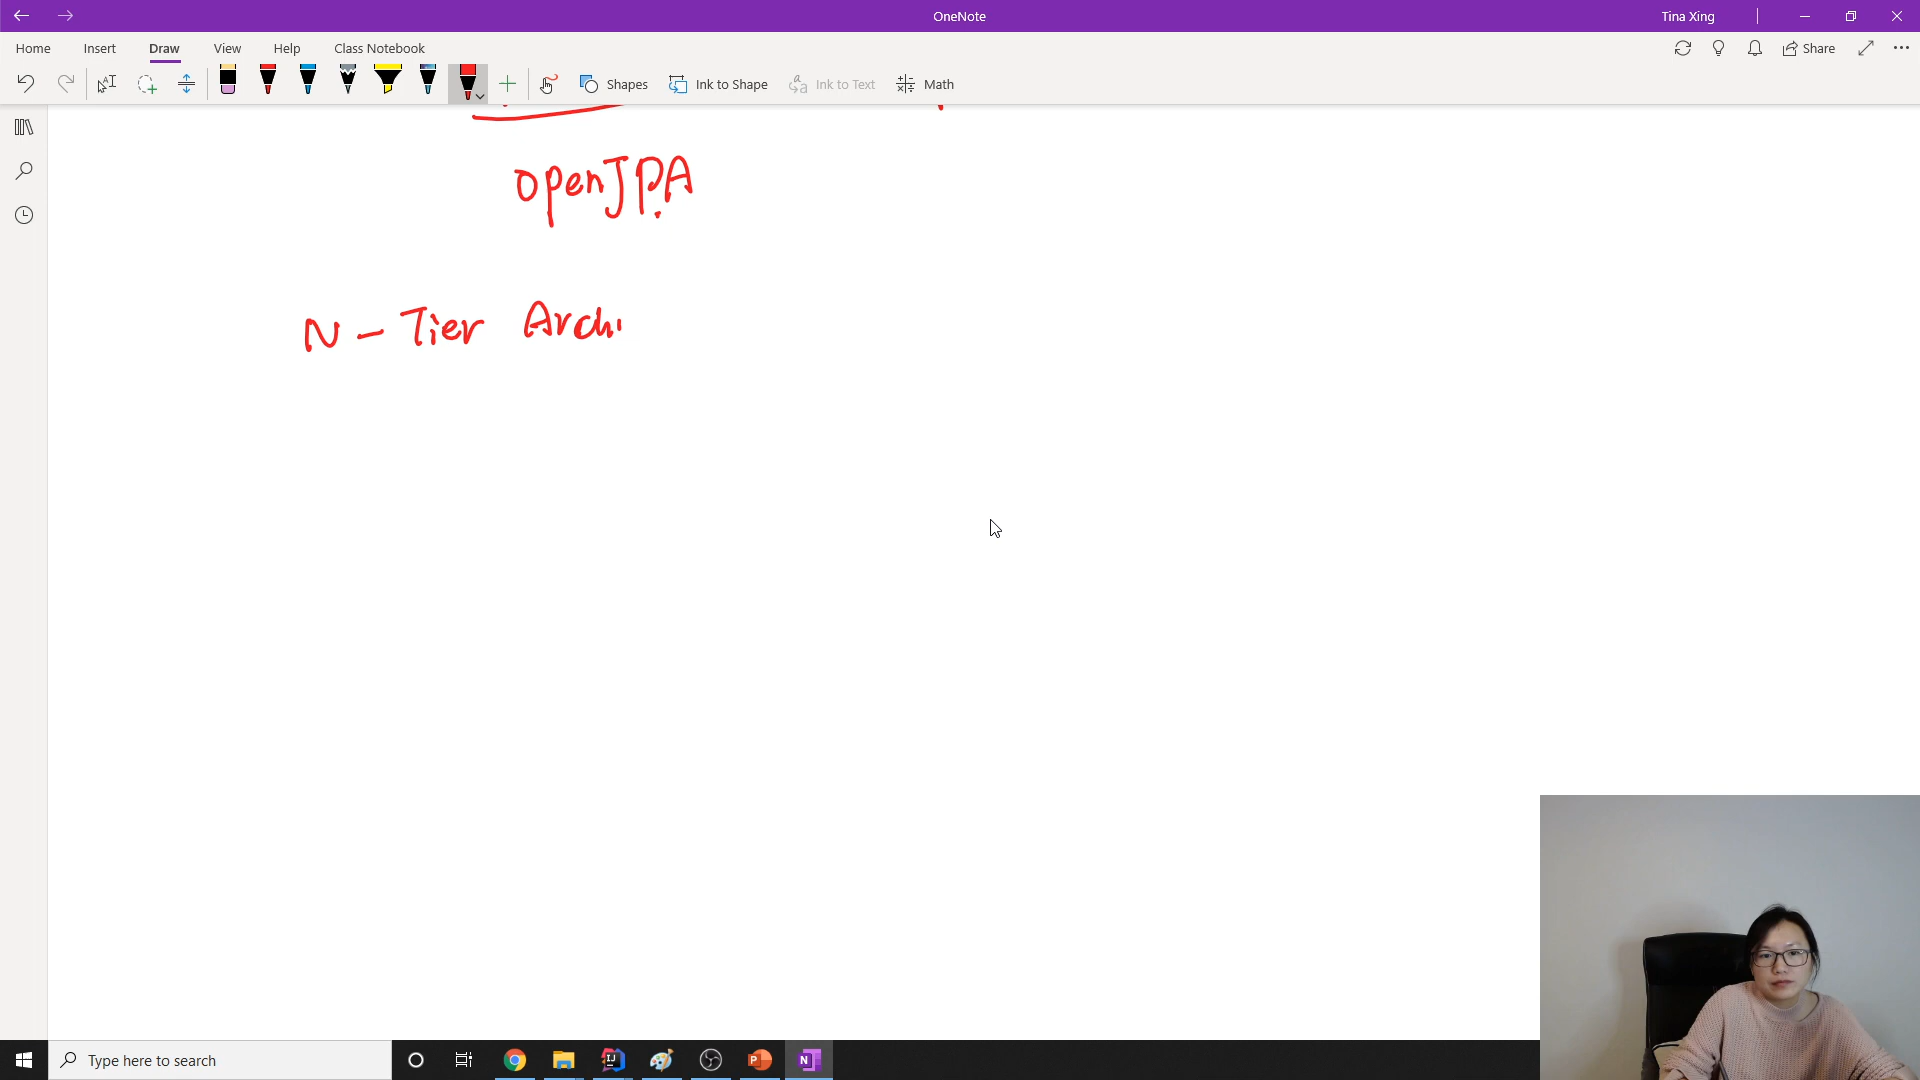 OneNote
Tina Xing
Home Insert Draw View Help Class Notebook
Share
Shapes Ink to Shape Ink to Text Math
openJPA
N - Tier Archi
Type here to search